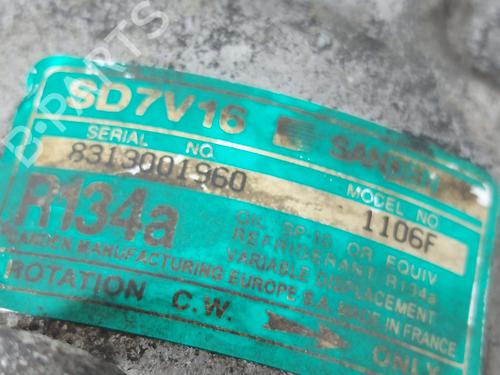 SD7V16 SANDEN
SERIAL NO.
8313001960
MODEL NO
1106F
R134a
OIL SP-10 OR EQUIV
REFRIGERANT R134a
VARIABLE DISPLACEMENT
SANDEN MANUFACTURING EUROPE S.A. MADE IN FRANCE
ROTATION C.W. ONLY
B-PARTS